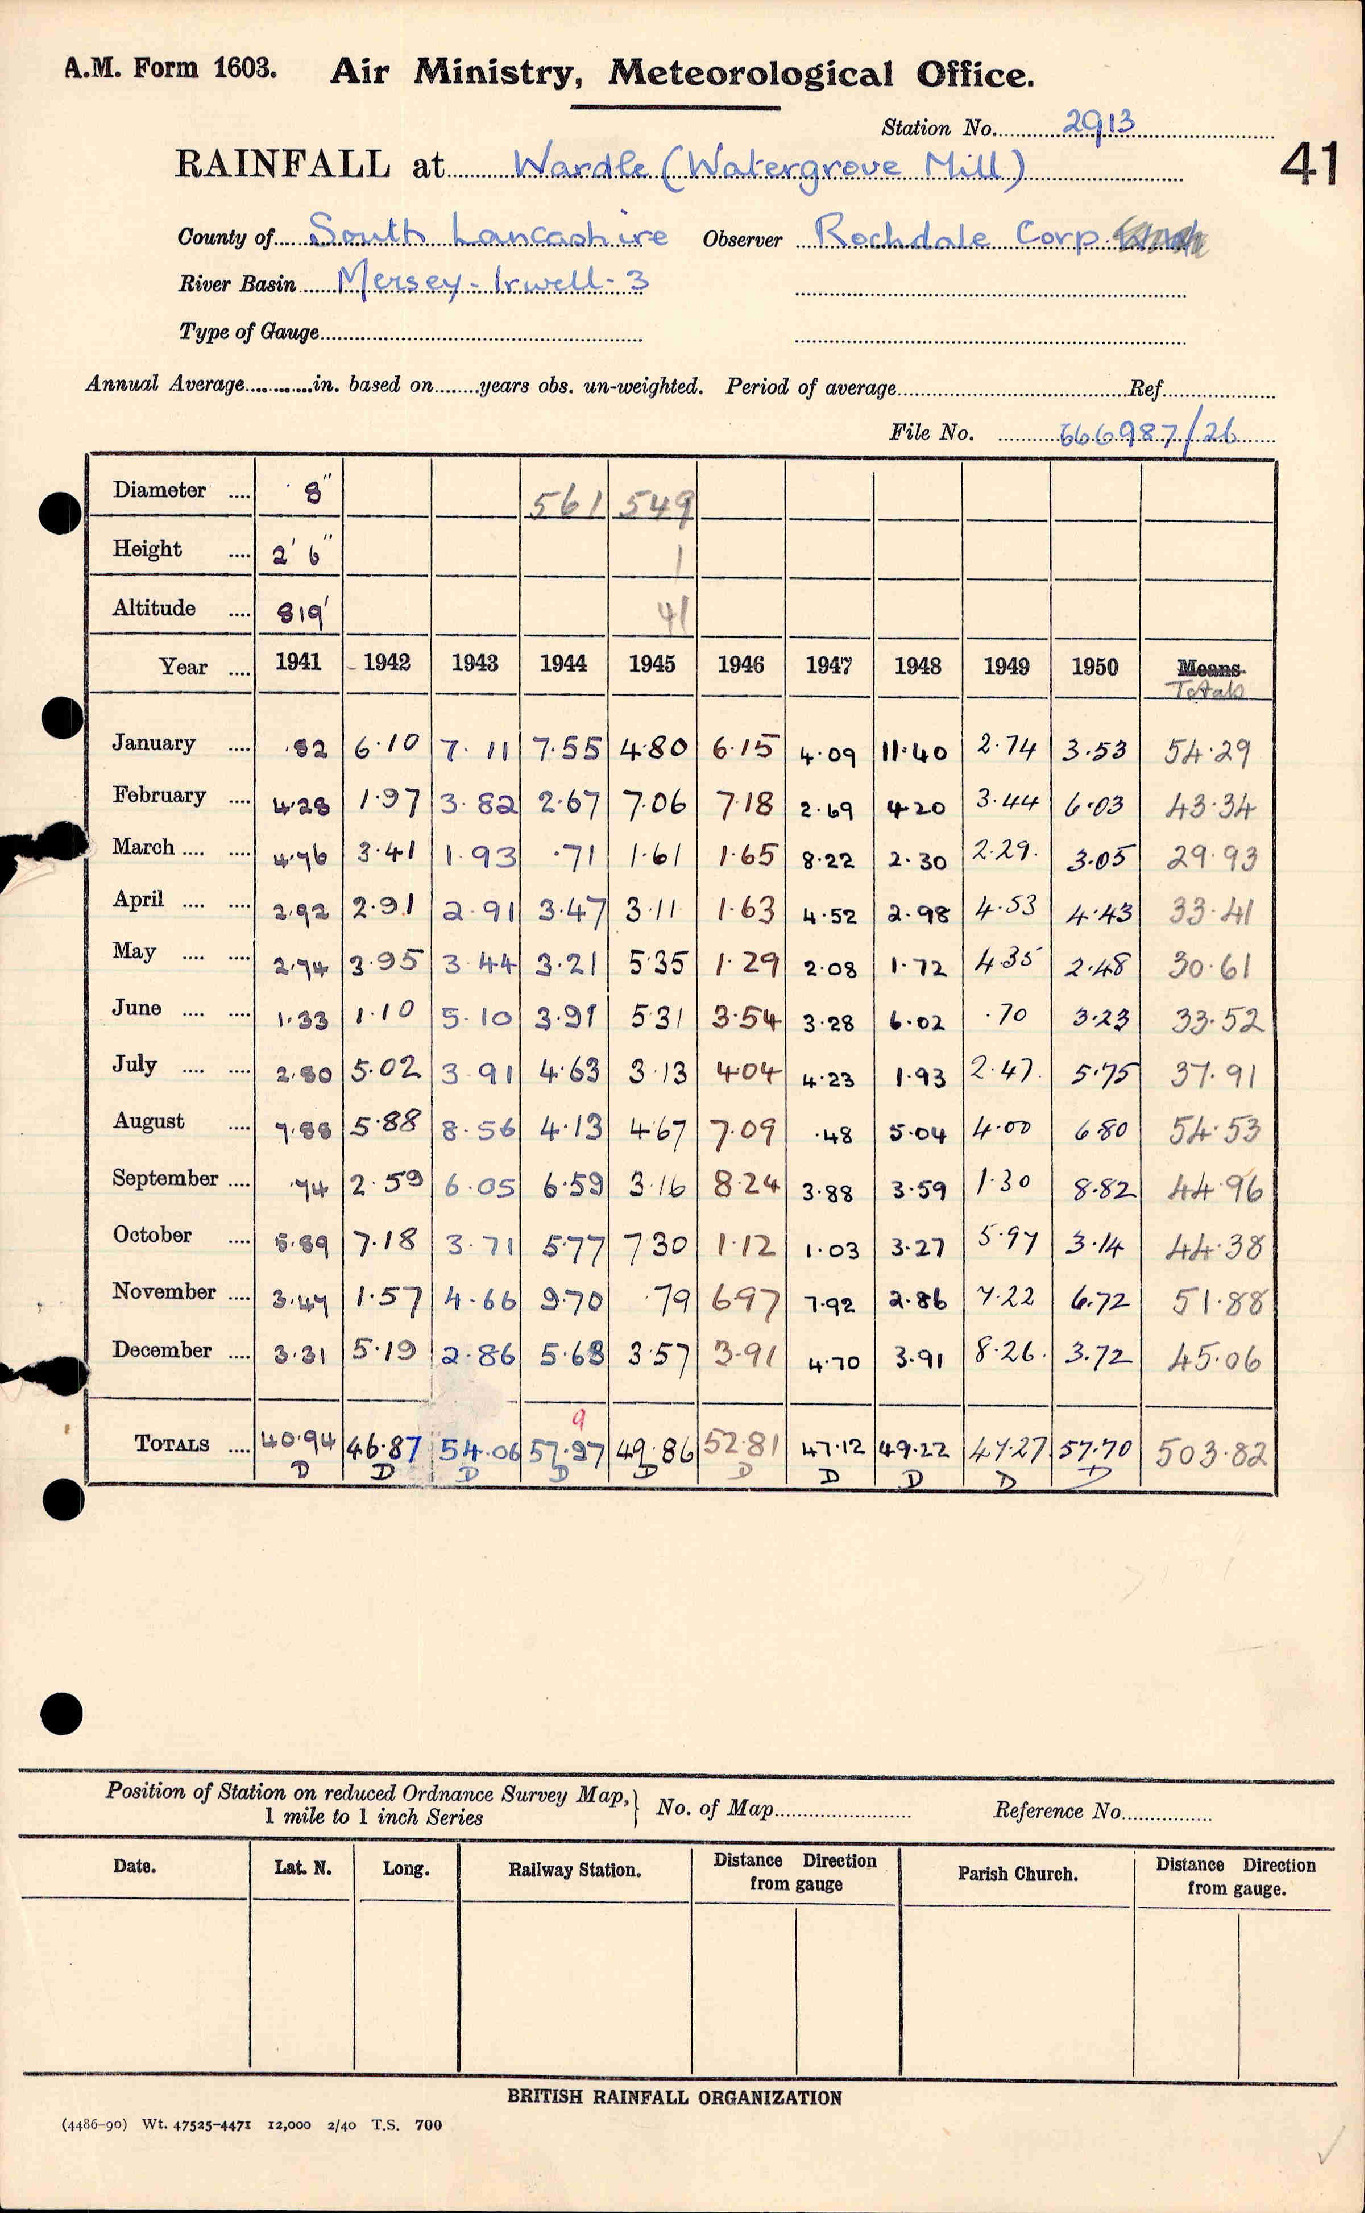 A.M. Form 1603. Air Ministry, Meteorological Office.
Station No. 2913
41
RAINFALL at Wardle (Watergrove Mill)
County of South Lancashire Observer Rochdale Corp
River Basin Mersey-Irwell-3
Type of Gauge
Annual Average in. based on years obs. un-weighted. Period of average Ref
File No. 666987/26
Diameter 8" 561 549
Height 2' 6" 1
Altitude 819' 41
Year 1941 1942 1943 1944 1945 1946 1947 1948 1949 1950 Means
Totals
January .82 6.10 7.11 7.55 4.80 6.15 4.09 11.40 2.74 3.53 54.29
February 4.28 1.97 3.82 2.67 7.06 7.18 2.69 4.20 3.44 6.03 43.34
March 4.76 3.41 1.93 .71 1.61 1.65 8.22 2.30 2.29 3.05 29.93
April 2.92 2.91 2.91 3.47 3.11 1.63 4.52 2.98 4.53 4.43 33.41
May 2.74 3.95 3.44 3.21 5.35 1.29 2.08 1.72 4.35 2.48 30.61
June 1.33 1.10 5.10 3.91 5.31 3.54 3.28 6.02 .70 3.23 33.52
July 2.80 5.02 3.91 4.63 3.13 4.04 4.23 1.93 2.47 5.75 37.91
August 7.88 5.88 8.56 4.13 4.67 7.09 .48 5.04 4.00 6.80 54.53
September .74 2.59 6.05 6.59 3.16 8.24 3.88 3.59 1.30 8.82 44.96
October 5.89 7.18 3.71 5.77 7.30 1.12 1.03 3.27 5.97 3.14 44.38
November 3.47 1.57 4.66 9.70 .79 6.97 7.92 2.86 7.22 6.72 51.88
December 3.31 5.19 2.86 5.63 3.57 3.91 4.70 3.91 8.26 3.72 45.06
9
TOTALS 40.94 46.87 54.06 57.97 49.86 52.81 47.12 49.22 47.27 57.70 503.82
D D D D D D D D D D
Position of Station on reduced Ordnance Survey Map, 1 mile to 1 inch Series No. of Map Reference No.
Date. Lat. N. Long. Railway Station. Distance Direction from gauge Parish Church. Distance Direction from gauge.
BRITISH RAINFALL ORGANIZATION
(4486-90) Wt. 47525-4471 12,000 2/40 T.S. 700